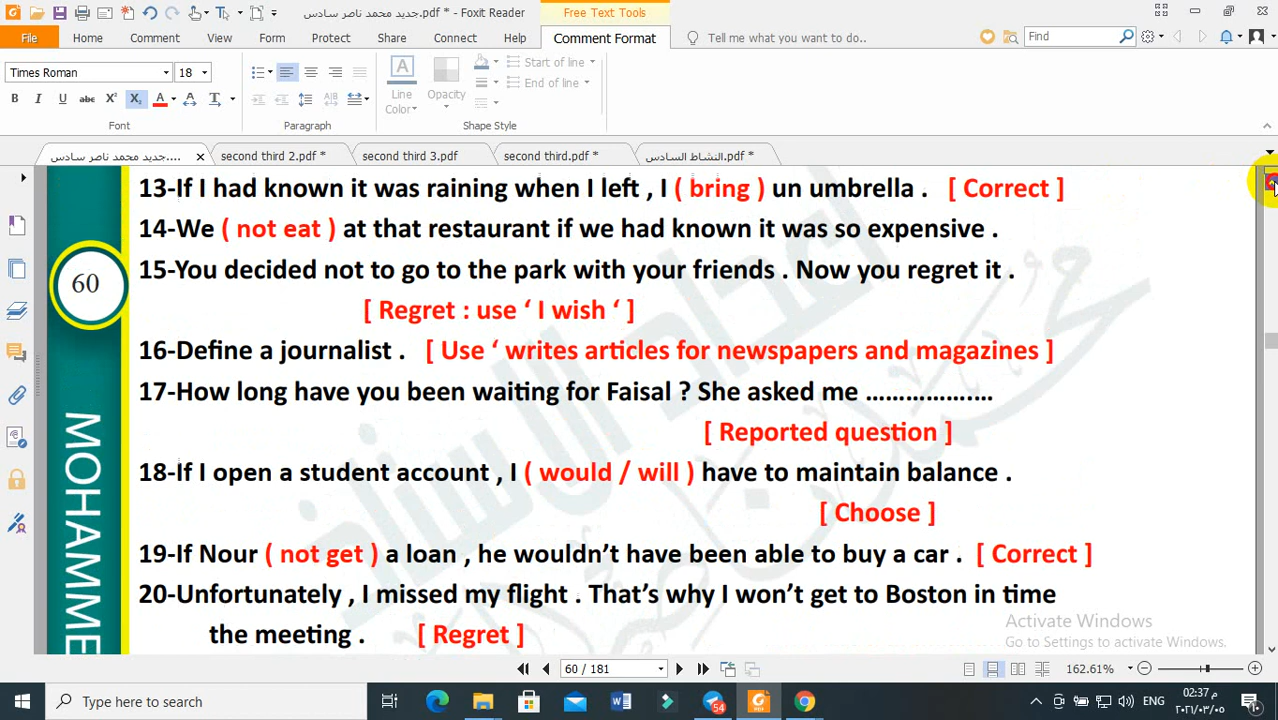 جديد محمد ناصر سادس.pdf * - Foxit Reader
Free Text Tools
File Home Comment View Form Protect Share Connect Help Comment Format Tell me what you want to do.. Find
Times Roman 18
Line Color
Opacity
Start of line
End of line
Font Paragraph Shape Style
جديد محمد ناصر سادس.... second third 2.pdf * second third 3.pdf second third.pdf * النشاط السادس.pdf *
13-If I had known it was raining when I left , I ( bring ) un umbrella . [ Correct ]
14-We ( not eat ) at that restaurant if we had known it was so expensive .
60
15-You decided not to go to the park with your friends . Now you regret it .
[ Regret : use ‘ I wish ‘ ]
16-Define a journalist . [ Use ‘ writes articles for newspapers and magazines ]
17-How long have you been waiting for Faisal ? She asked me ……………..…
[ Reported question ]
18-If I open a student account , I ( would / will ) have to maintain balance .
[ Choose ]
19-If Nour ( not get ) a loan , he wouldn’t have been able to buy a car . [ Correct ]
20-Unfortunately , I missed my flight . That’s why I won’t get to Boston in time
the meeting . [ Regret ]
MOHAMME
Activate Windows
Go to Settings to activate Windows.
60 / 181
162.61%
Type here to search
54
ENG
02:37 م
٢٠٢١/٠٣/٠٥